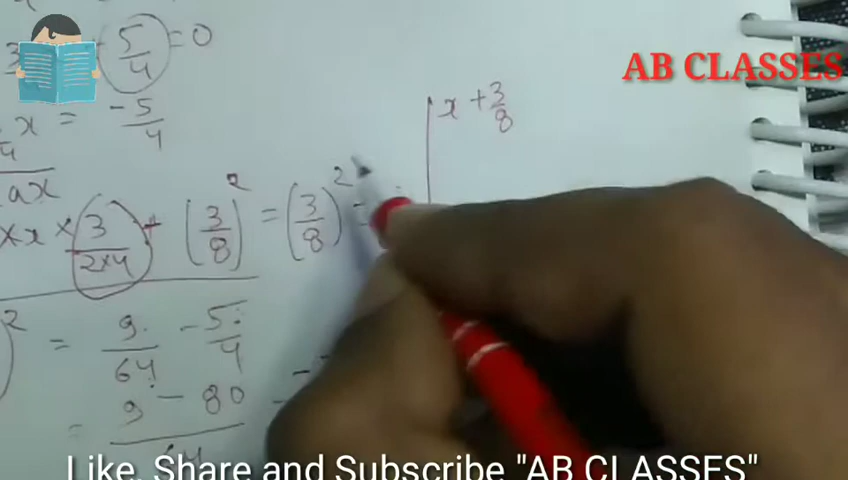 5/4 = 0
AB CLASSES
x = -5/4
x + 3/8
ax
× x × 3/(2×4) + (3/8)² = (3/8)²
)² = 9/64 - 5/4
= 9 - 80
Like, Share and Subscribe "AB CLASSES"